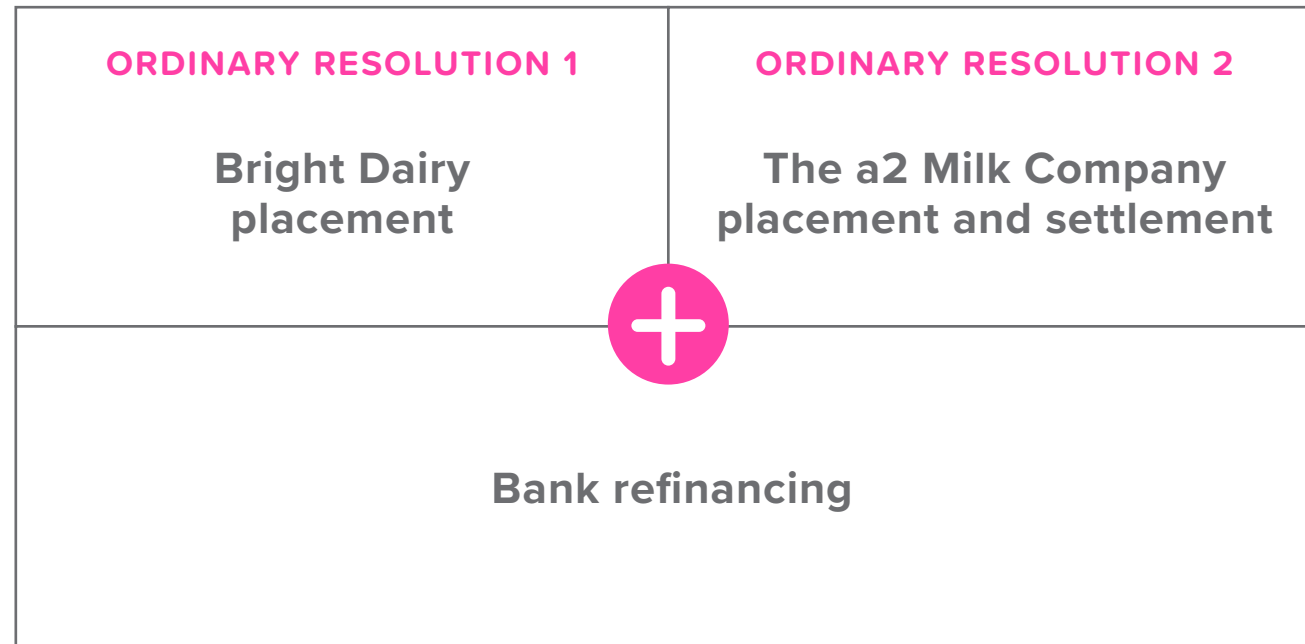 ORDINARY RESOLUTION 1
Bright Dairy
placement
ORDINARY RESOLUTION 2
The a2 Milk Company
placement and settlement
Bank refinancing